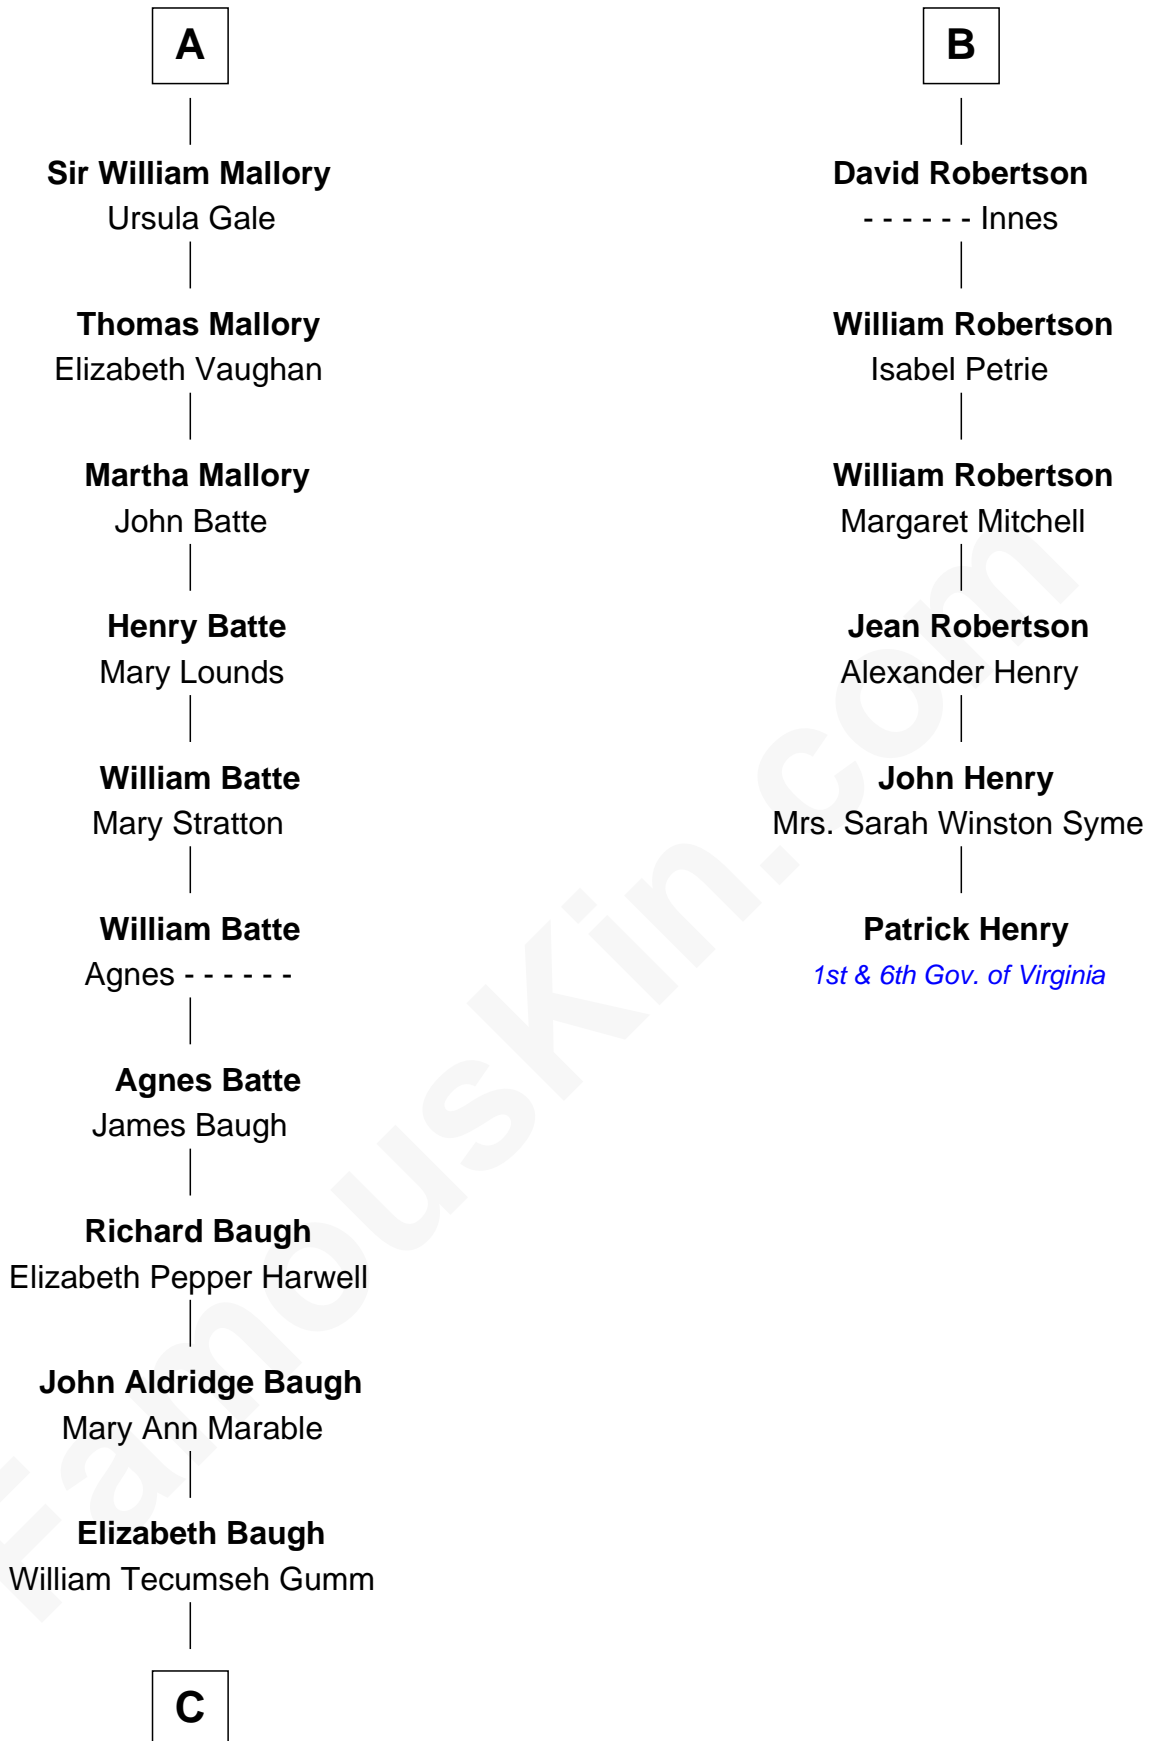 A
Sir William Mallory
Ursula Gale
Thomas Mallory
Elizabeth Vaughan
Martha Mallory
John Batte
Henry Batte
Mary Lounds
William Batte
Mary Stratton
William Batte
Agnes - - - - - -
Agnes Batte
James Baugh
Richard Baugh
Elizabeth Pepper Harwell
John Aldridge Baugh
Mary Ann Marable
Elizabeth Baugh
William Tecumseh Gumm
C
B
David Robertson
- - - - - - Innes
William Robertson
Isabel Petrie
William Robertson
Margaret Mitchell
Jean Robertson
Alexander Henry
John Henry
Mrs. Sarah Winston Syme
Patrick Henry
1st & 6th Gov. of Virginia
FamousKin.com